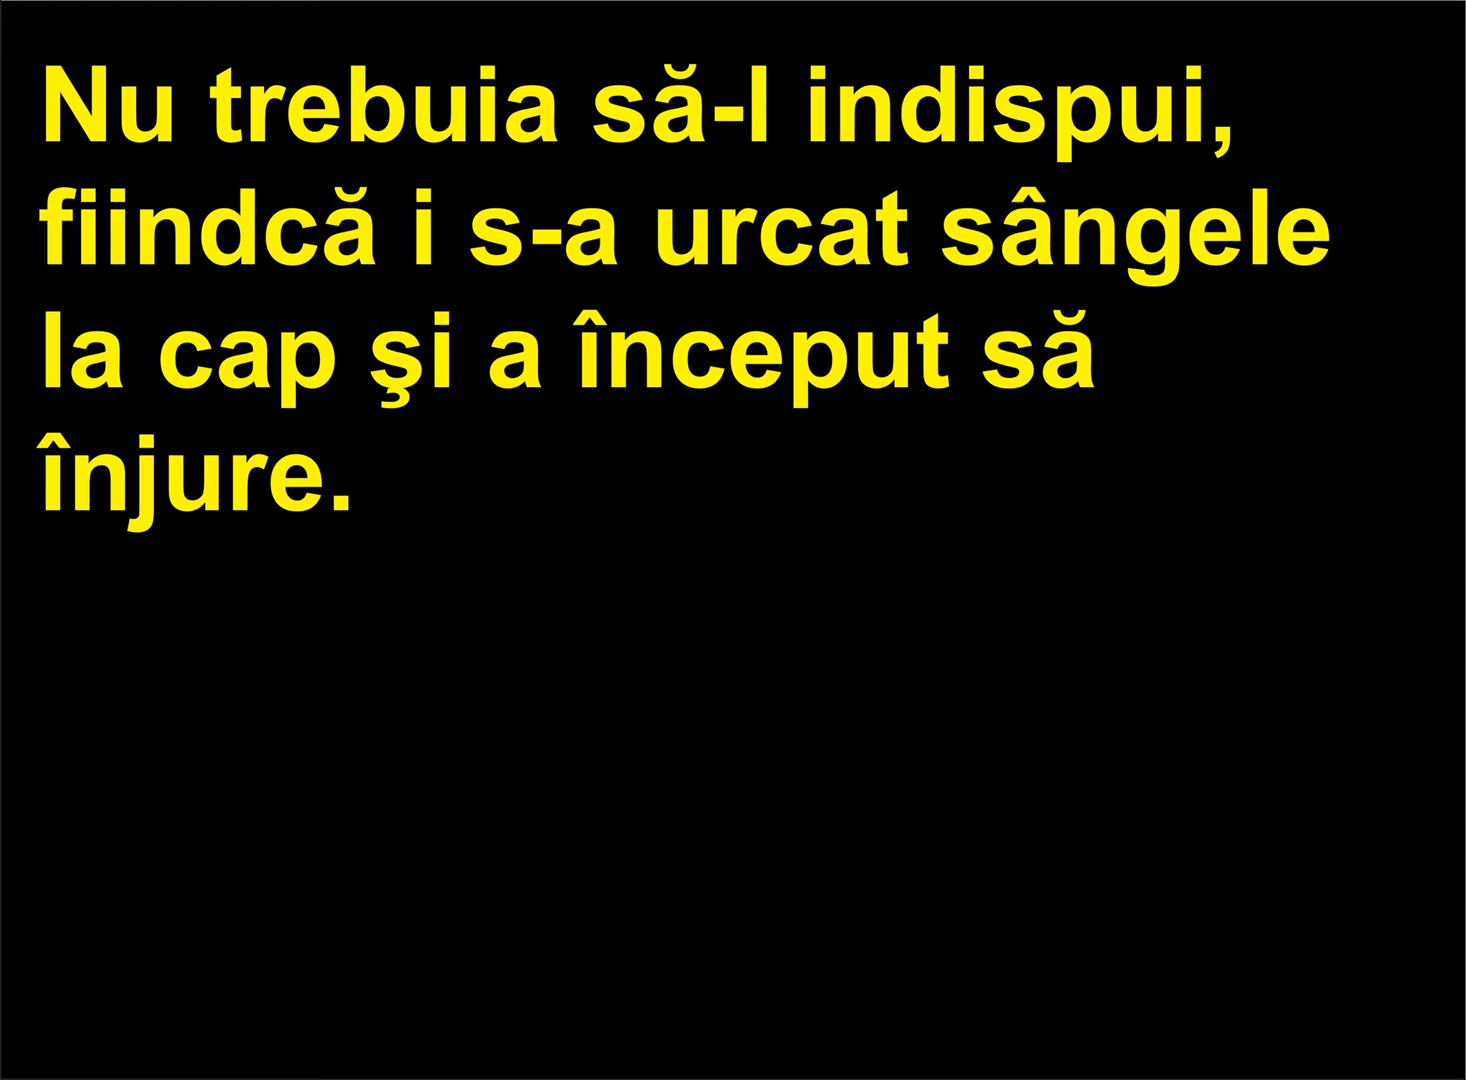 Nu trebuia să-l indispui,
fiindcă i s-a urcat sângele
la cap şi a început să
înjure.